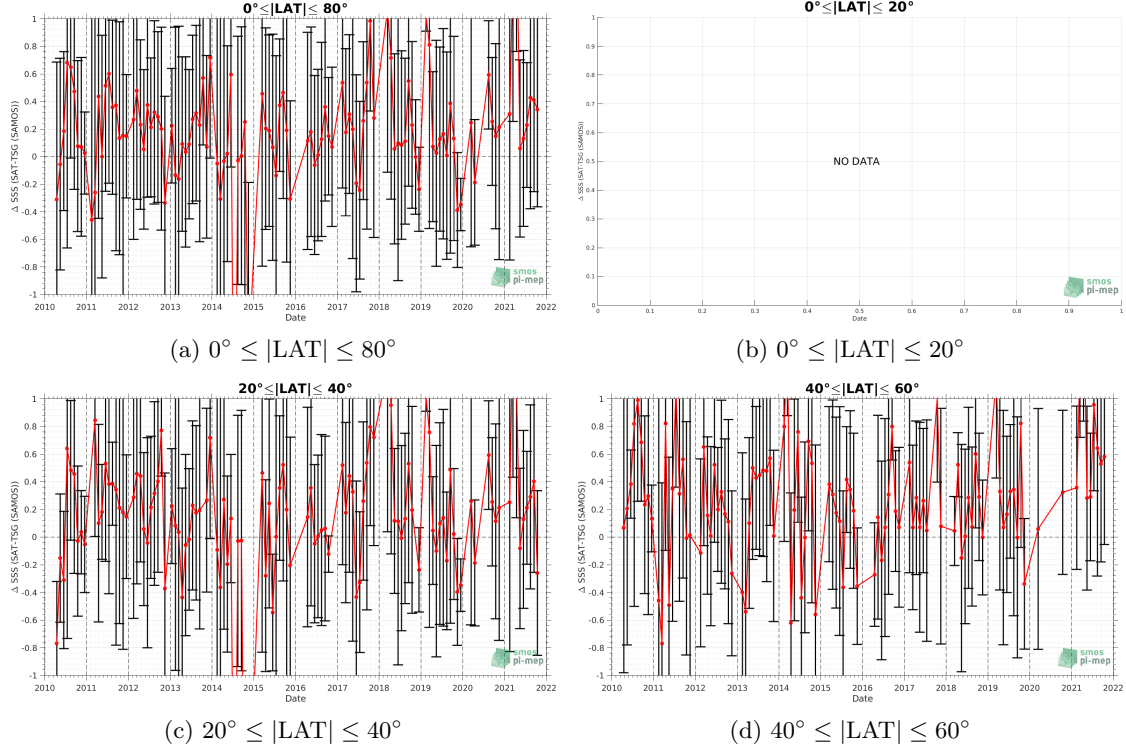 0°≤|LAT|≤ 80°
Δ SSS (SAT-TSG (SAMOS))
1
0.8
0.6
0.4
0.2
0
-0.2
-0.4
-0.6
-0.8
-1
2010 2011 2012 2013 2014 2015 2016 2017 2018 2019 2020 2021 2022
Date
smos
pi-mep
(a) 0° ≤ |LAT| ≤ 80°
0°≤|LAT|≤ 20°
Δ SSS (SAT-TSG (SAMOS))
1
0.9
0.8
0.7
0.6
0.5
0.4
0.3
0.2
0.1
0
NO DATA
0 0.1 0.2 0.3 0.4 0.5 0.6 0.7 0.8 0.9 1
Date
smos
pi-mep
(b) 0° ≤ |LAT| ≤ 20°
20°≤|LAT|≤ 40°
Δ SSS (SAT-TSG (SAMOS))
1
0.8
0.6
0.4
0.2
0
-0.2
-0.4
-0.6
-0.8
-1
2010 2011 2012 2013 2014 2015 2016 2017 2018 2019 2020 2021 2022
Date
smos
pi-mep
(c) 20° ≤ |LAT| ≤ 40°
40°≤|LAT|≤ 60°
Δ SSS (SAT-TSG (SAMOS))
1
0.8
0.6
0.4
0.2
0
-0.2
-0.4
-0.6
-0.8
-1
2010 2011 2012 2013 2014 2015 2016 2017 2018 2019 2020 2021 2022
Date
smos
pi-mep
(d) 40° ≤ |LAT| ≤ 60°